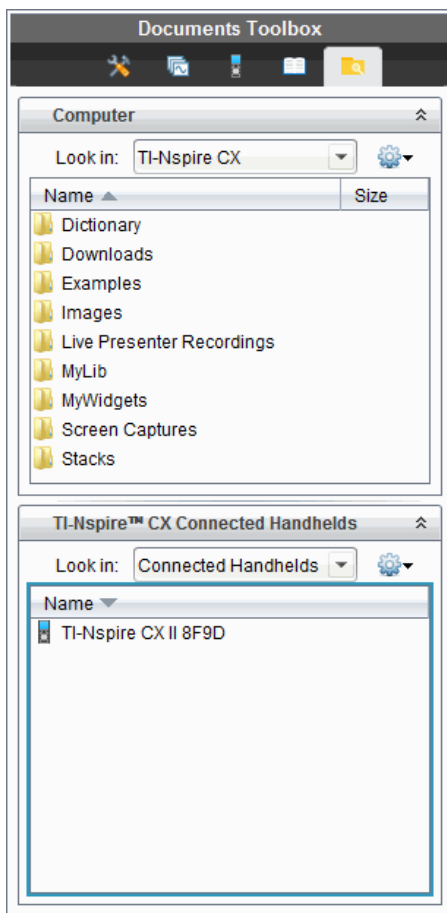 Documents Toolbox
Computer
Look in: TI-Nspire CX
Name Size
Dictionary
Downloads
Examples
Images
Live Presenter Recordings
MyLib
MyWidgets
Screen Captures
Stacks
TI-Nspire™ CX Connected Handhelds
Look in: Connected Handhelds
Name
TI-Nspire CX II 8F9D